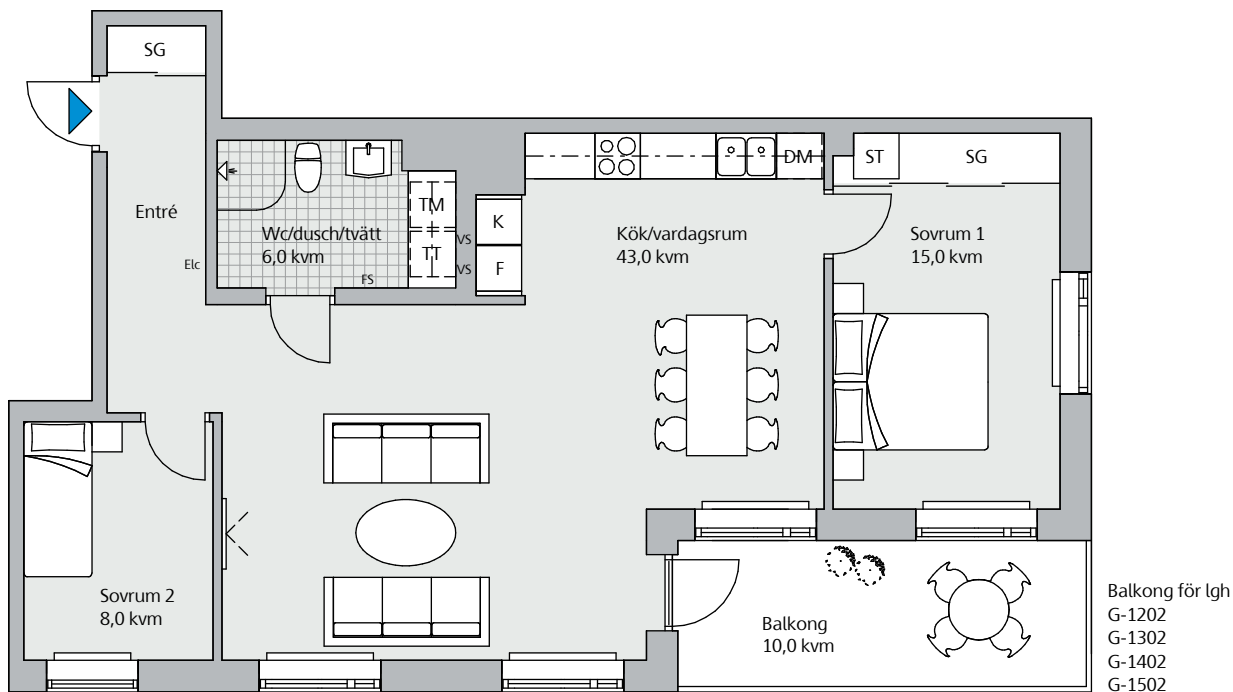 SG
Entré
Elc
Wc/dusch/tvätt
6,0 kvm
FS
TM
TT
VS
VS
K
F
DM
Kök/vardagsrum
43,0 kvm
ST
SG
Sovrum 1
15,0 kvm
Sovrum 2
8,0 kvm
Balkong
10,0 kvm
Balkong för lgh
G-1202
G-1302
G-1402
G-1502